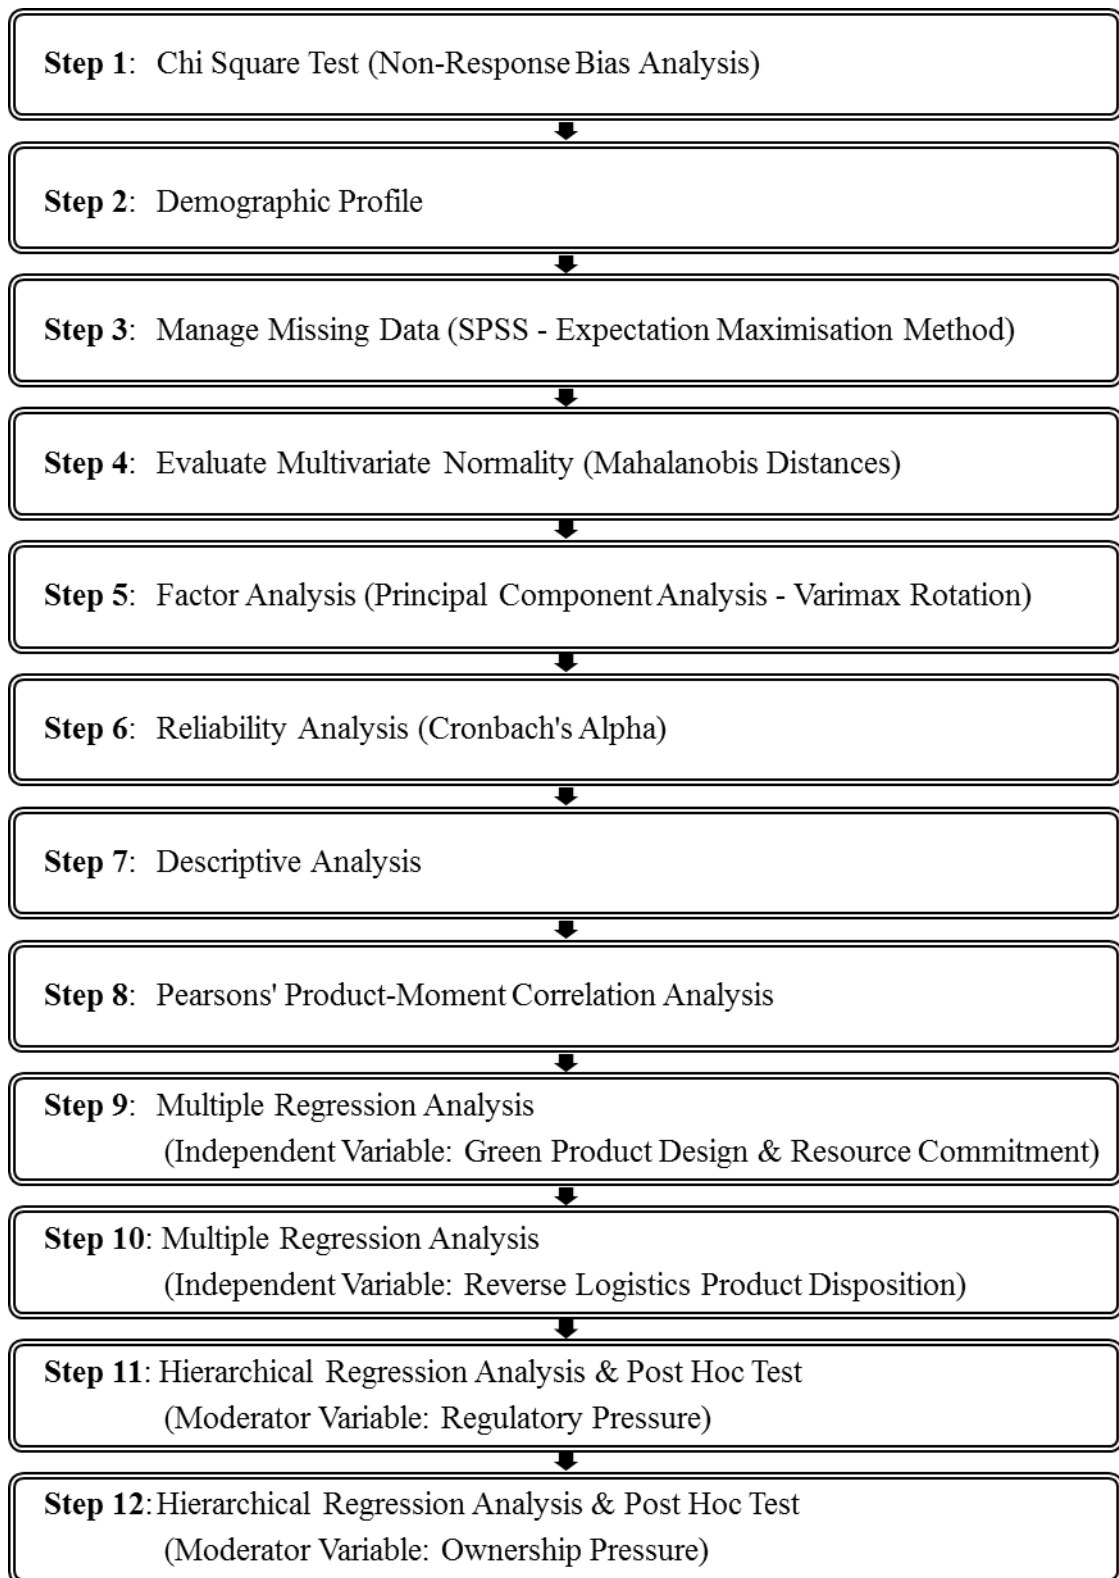 Step 1: Chi Square Test (Non-Response Bias Analysis)
Step 2: Demographic Profile
Step 3: Manage Missing Data (SPSS - Expectation Maximisation Method)
Step 4: Evaluate Multivariate Normality (Mahalanobis Distances)
Step 5: Factor Analysis (Principal Component Analysis - Varimax Rotation)
Step 6: Reliability Analysis (Cronbach's Alpha)
Step 7: Descriptive Analysis
Step 8: Pearsons' Product-Moment Correlation Analysis
Step 9: Multiple Regression Analysis
(Independent Variable: Green Product Design & Resource Commitment)
Step 10: Multiple Regression Analysis
(Independent Variable: Reverse Logistics Product Disposition)
Step 11: Hierarchical Regression Analysis & Post Hoc Test
(Moderator Variable: Regulatory Pressure)
Step 12: Hierarchical Regression Analysis & Post Hoc Test
(Moderator Variable: Ownership Pressure)